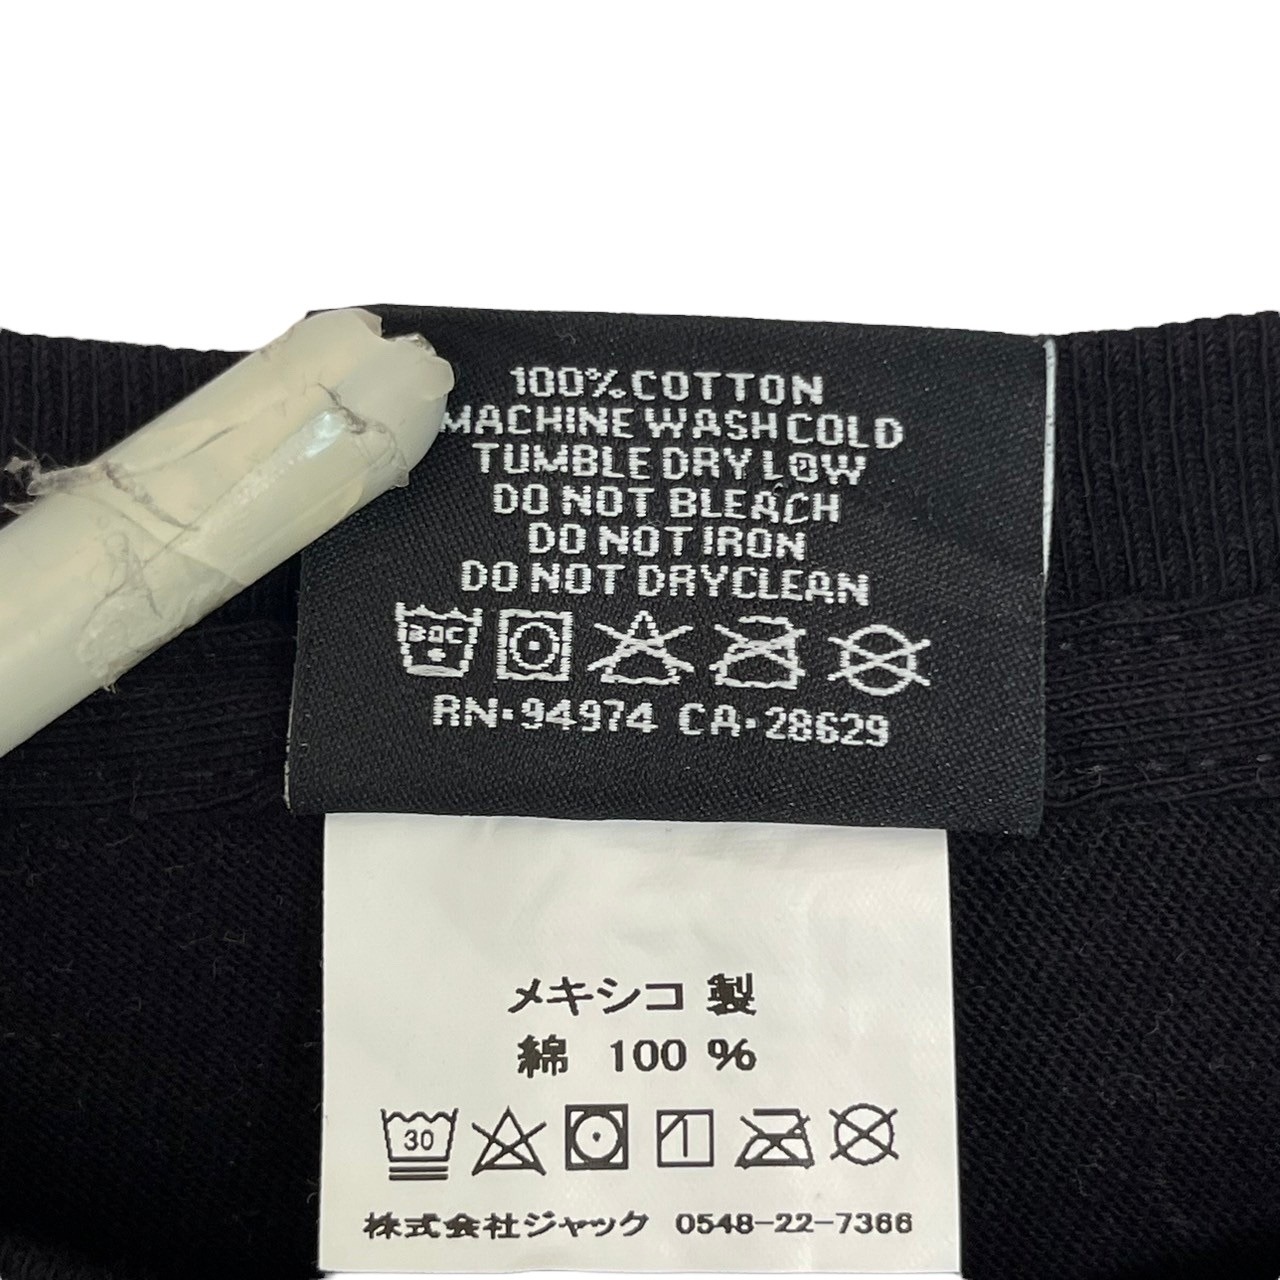 100% COTTON
MACHINE WASH COLD
TUMBLE DRY LOW
DO NOT BLEACH
DO NOT IRON
DO NOT DRYCLEAN
30C
RN·94974 CA·28629
メキシコ 製
綿 100 %
30
株式会社ジャック 0548-22-7366